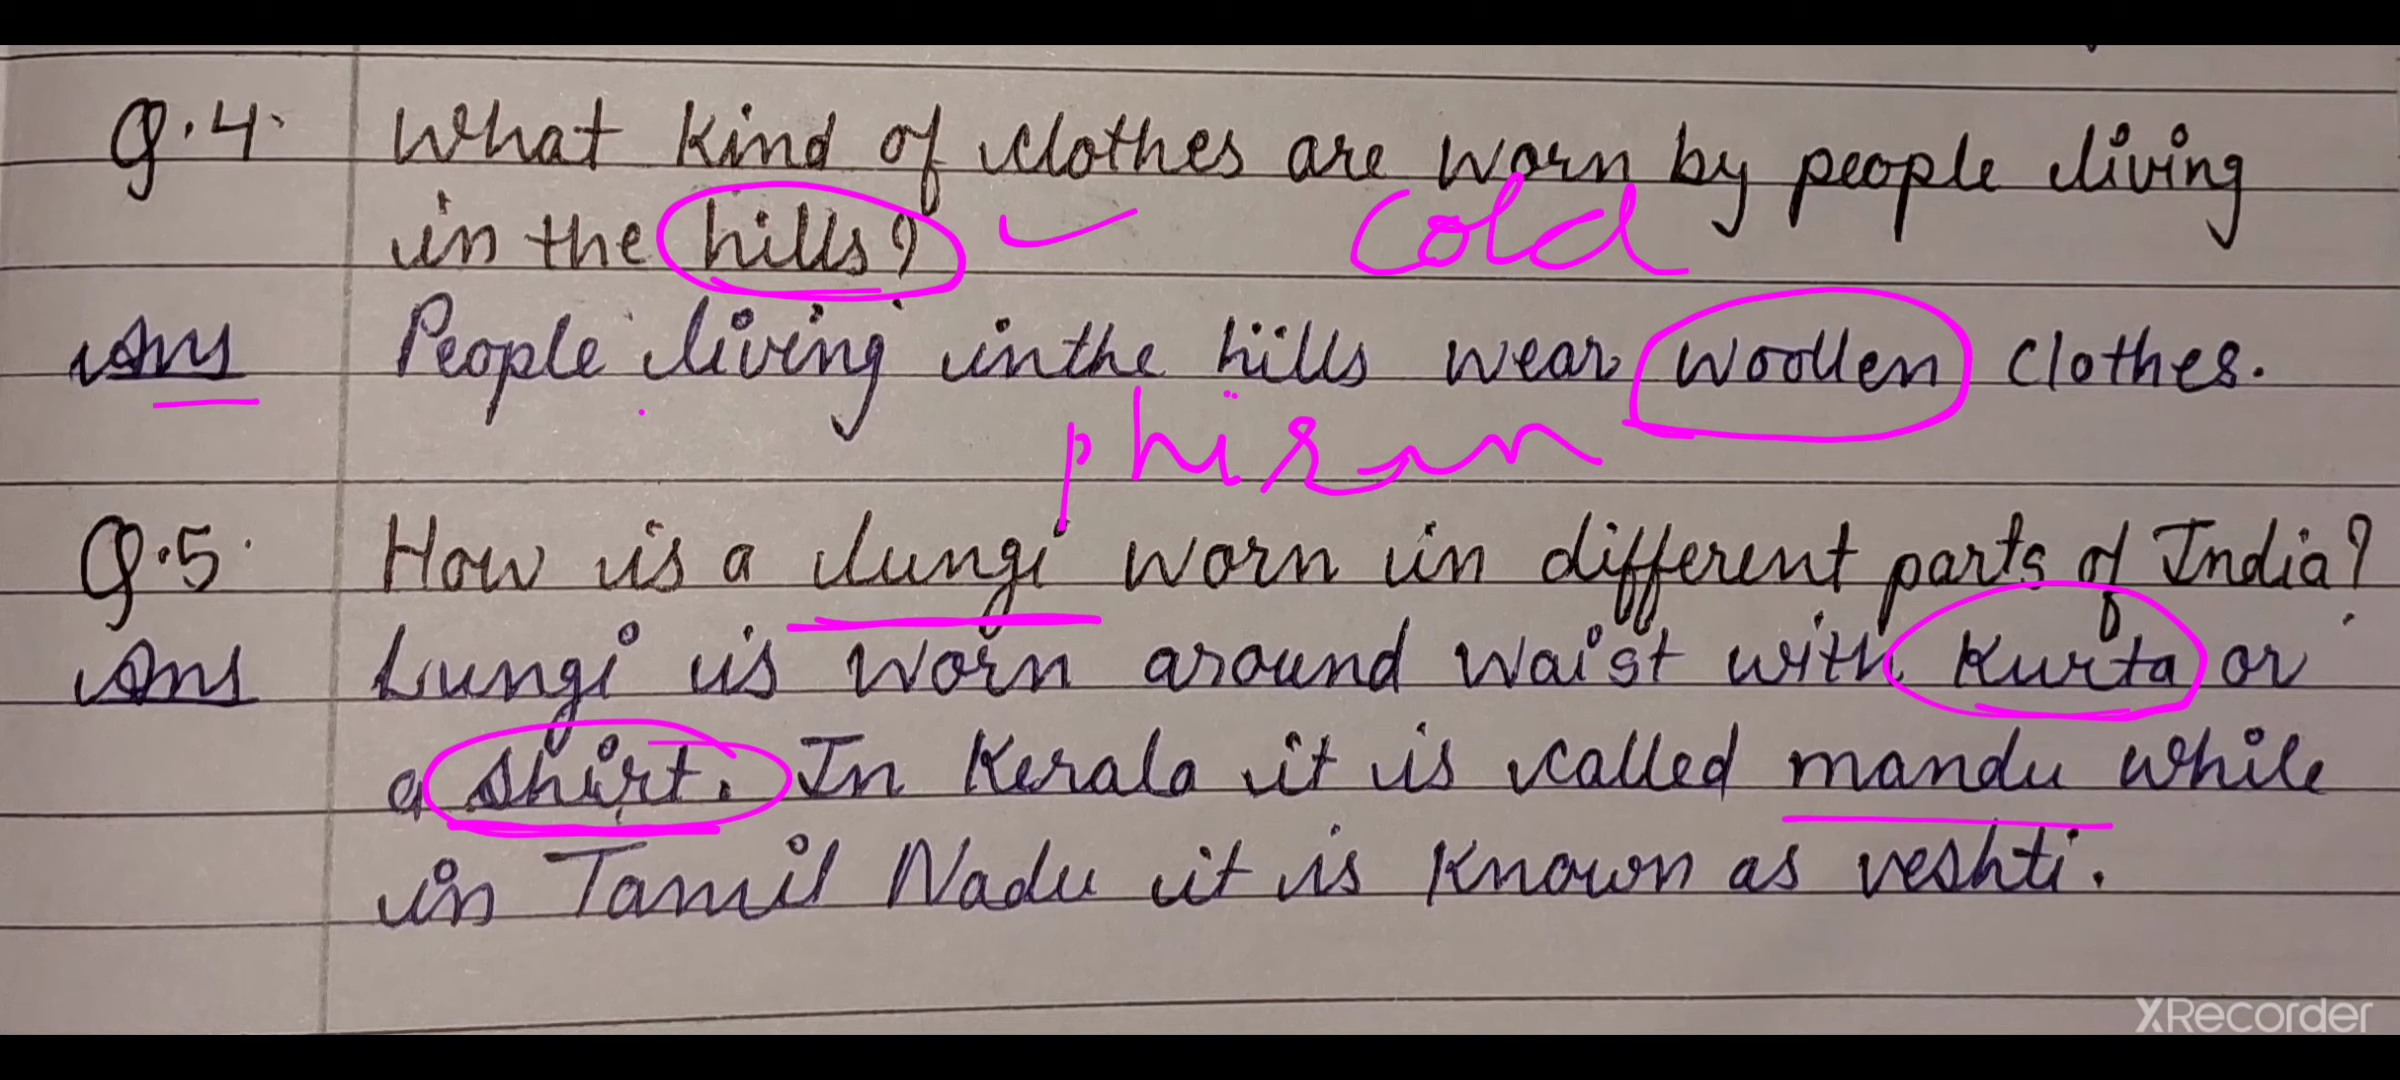 Q.4. What kind of clothes are worn by people living
in the hills?
cold
Ans People living in the hills wear woollen clothes.
phiran
Q.5. How is a lungi worn in different parts of India?
Ans Lungi is worn around waist with Kurta or
a shirt. In Kerala it is called mandu while
in Tamil Nadu it is known as veshti.
XRecorder